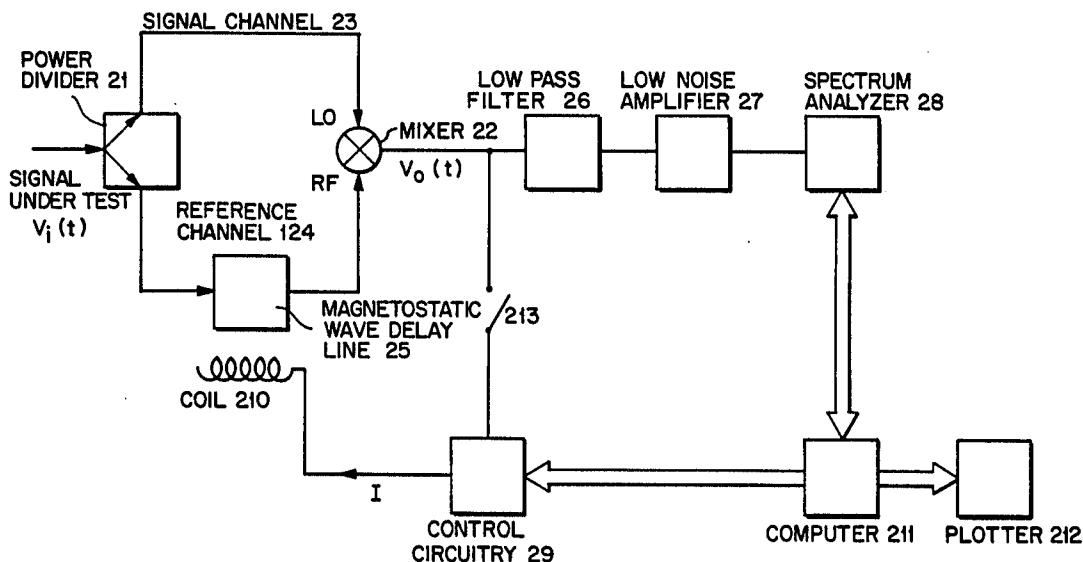 SIGNAL CHANNEL 23
POWER
DIVIDER 21
SIGNAL
UNDER TEST
Vi (t)
LO
RF
MIXER 22
Vo (t)
LOW PASS
FILTER 26
LOW NOISE
AMPLIFIER 27
SPECTRUM
ANALYZER 28
REFERENCE
CHANNEL 124
MAGNETOSTATIC
WAVE DELAY
LINE 25
213
COIL 210
I
CONTROL
CIRCUITRY 29
COMPUTER 211
PLOTTER 212